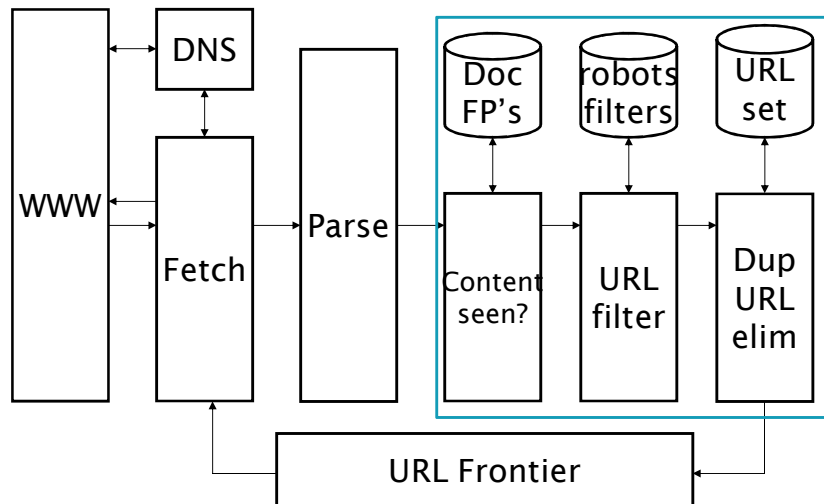 DNS
Doc
FP’s
robots
filters
URL
set
WWW
Fetch
Parse
Content
seen?
URL
filter
Dup
URL
elim
URL Frontier